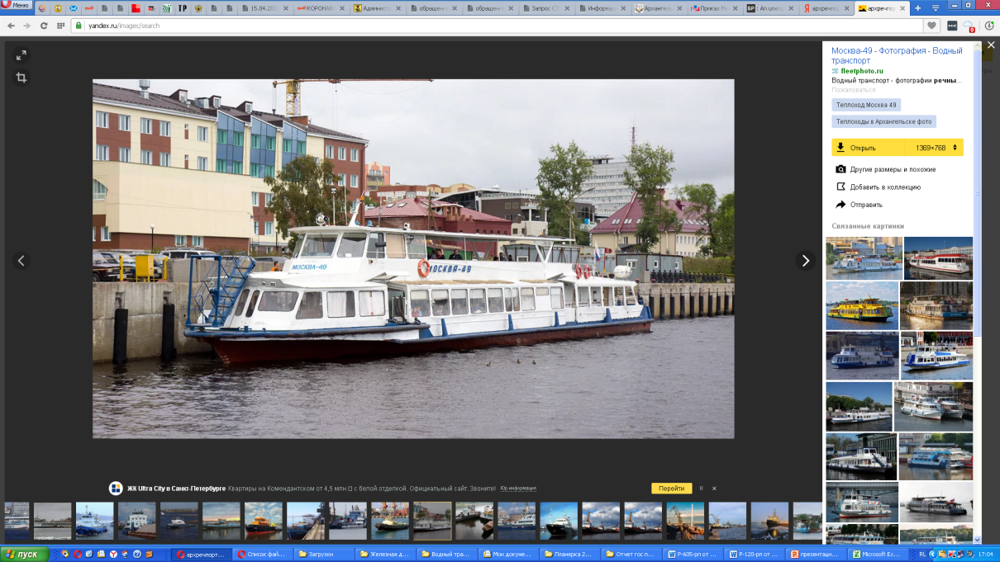 Меню
15.04.20
КОРОНАВ
Админист
обращени
обращени
Запрос СТ
Информац
Архангель
Приказ М
An unexp
архречпо
архречпор
yandex.ru/images/search
Москва-49 - Фотография - Водный
транспорт
fleetphoto.ru
Водный транспорт - фотографии речны...
Пожаловаться
Теплоход Москва 49
Теплоходы в Архангельске фото
Открыть 1369×768
Другие размеры и похожие
Добавить в коллекцию
Отправить
Связанные картинки
МОСКВА-49
МОСКВА-49
ЖК Ultra City в Санкт-Петербурге Квартиры на Комендантском от 4,5 млн с белой отделкой. Официальный сайт. Звоните! Юр информация
Перейти
пуск
архречпорт...
Список фай...
Загрузки
Железная д...
Водный тра...
Мои докуме...
Планерка 2...
Отчет гос п...
Р-605-рп от ...
Р-120-рп от ...
презентаци...
Microsoft Ex...
RL
17:04